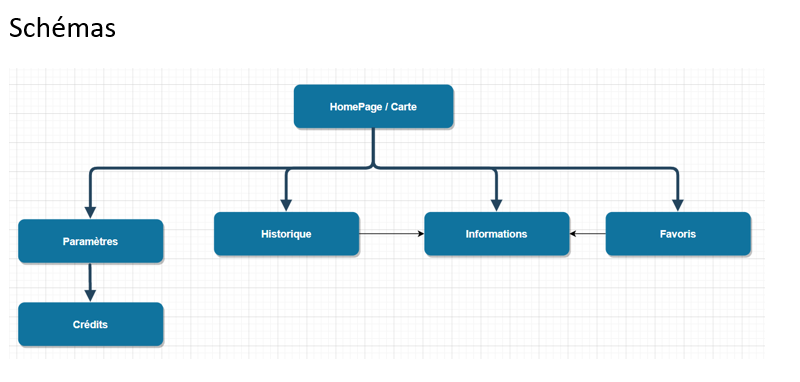 Schémas
HomePage / Carte
Paramètres
Historique
Informations
Favoris
Crédits